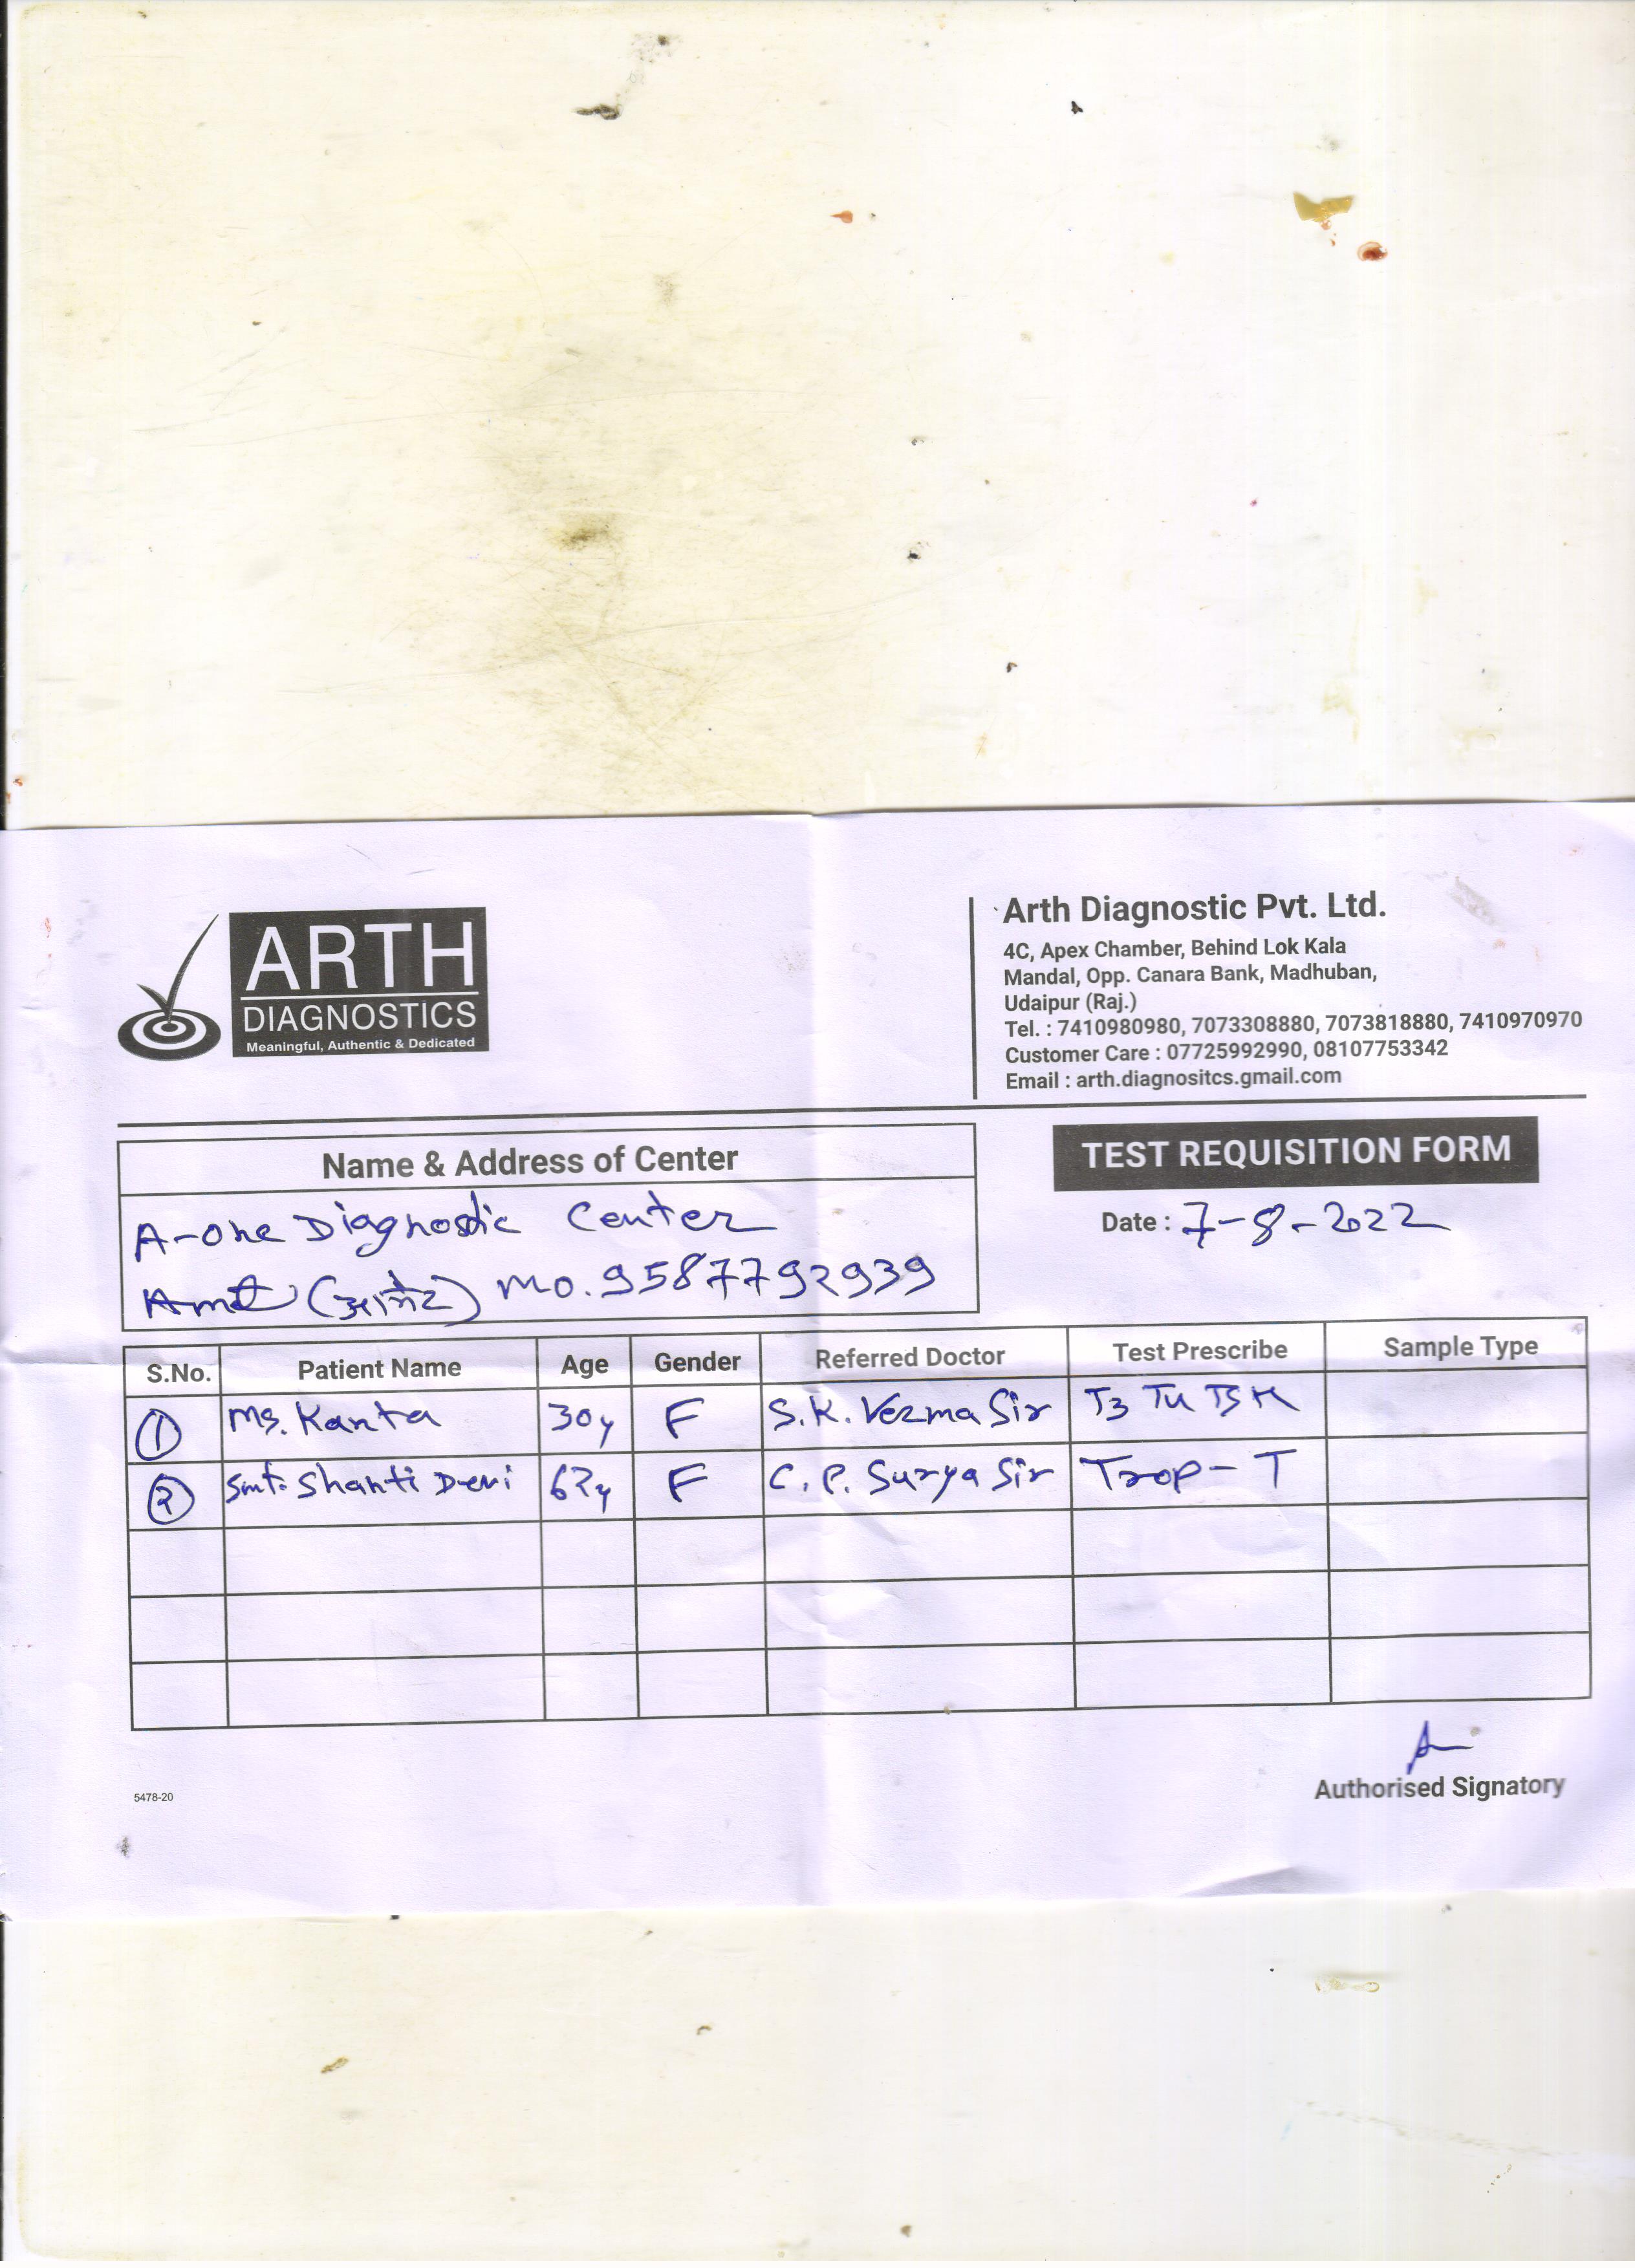 ARTH
DIAGNOSTICS
Meaningful, Authentic & Dedicated
Arth Diagnostic Pvt. Ltd.
4C, Apex Chamber, Behind Lok Kala
Mandal, Opp. Canara Bank, Madhuban,
Udaipur (Raj.)
Tel. : 7410980980, 7073308880, 7073818880, 7410970970
Customer Care : 07725992990, 08107753342
Email : arth.diagnositcs.gmail.com
Name & Address of Center
A-one Diagnostic Center
Amet (आमेट) Mo. 9587792939
TEST REQUISITION FORM
Date : 7-8-2022
S.No. Patient Name Age Gender Referred Doctor Test Prescribe Sample Type
1 Ms. Kanta 30y F S.K. Verma Sir T3 T4 TSH
2 Smt. Shanti Devi 62y F C.P. Surya Sir Trop-T
Authorised Signatory
5478-20